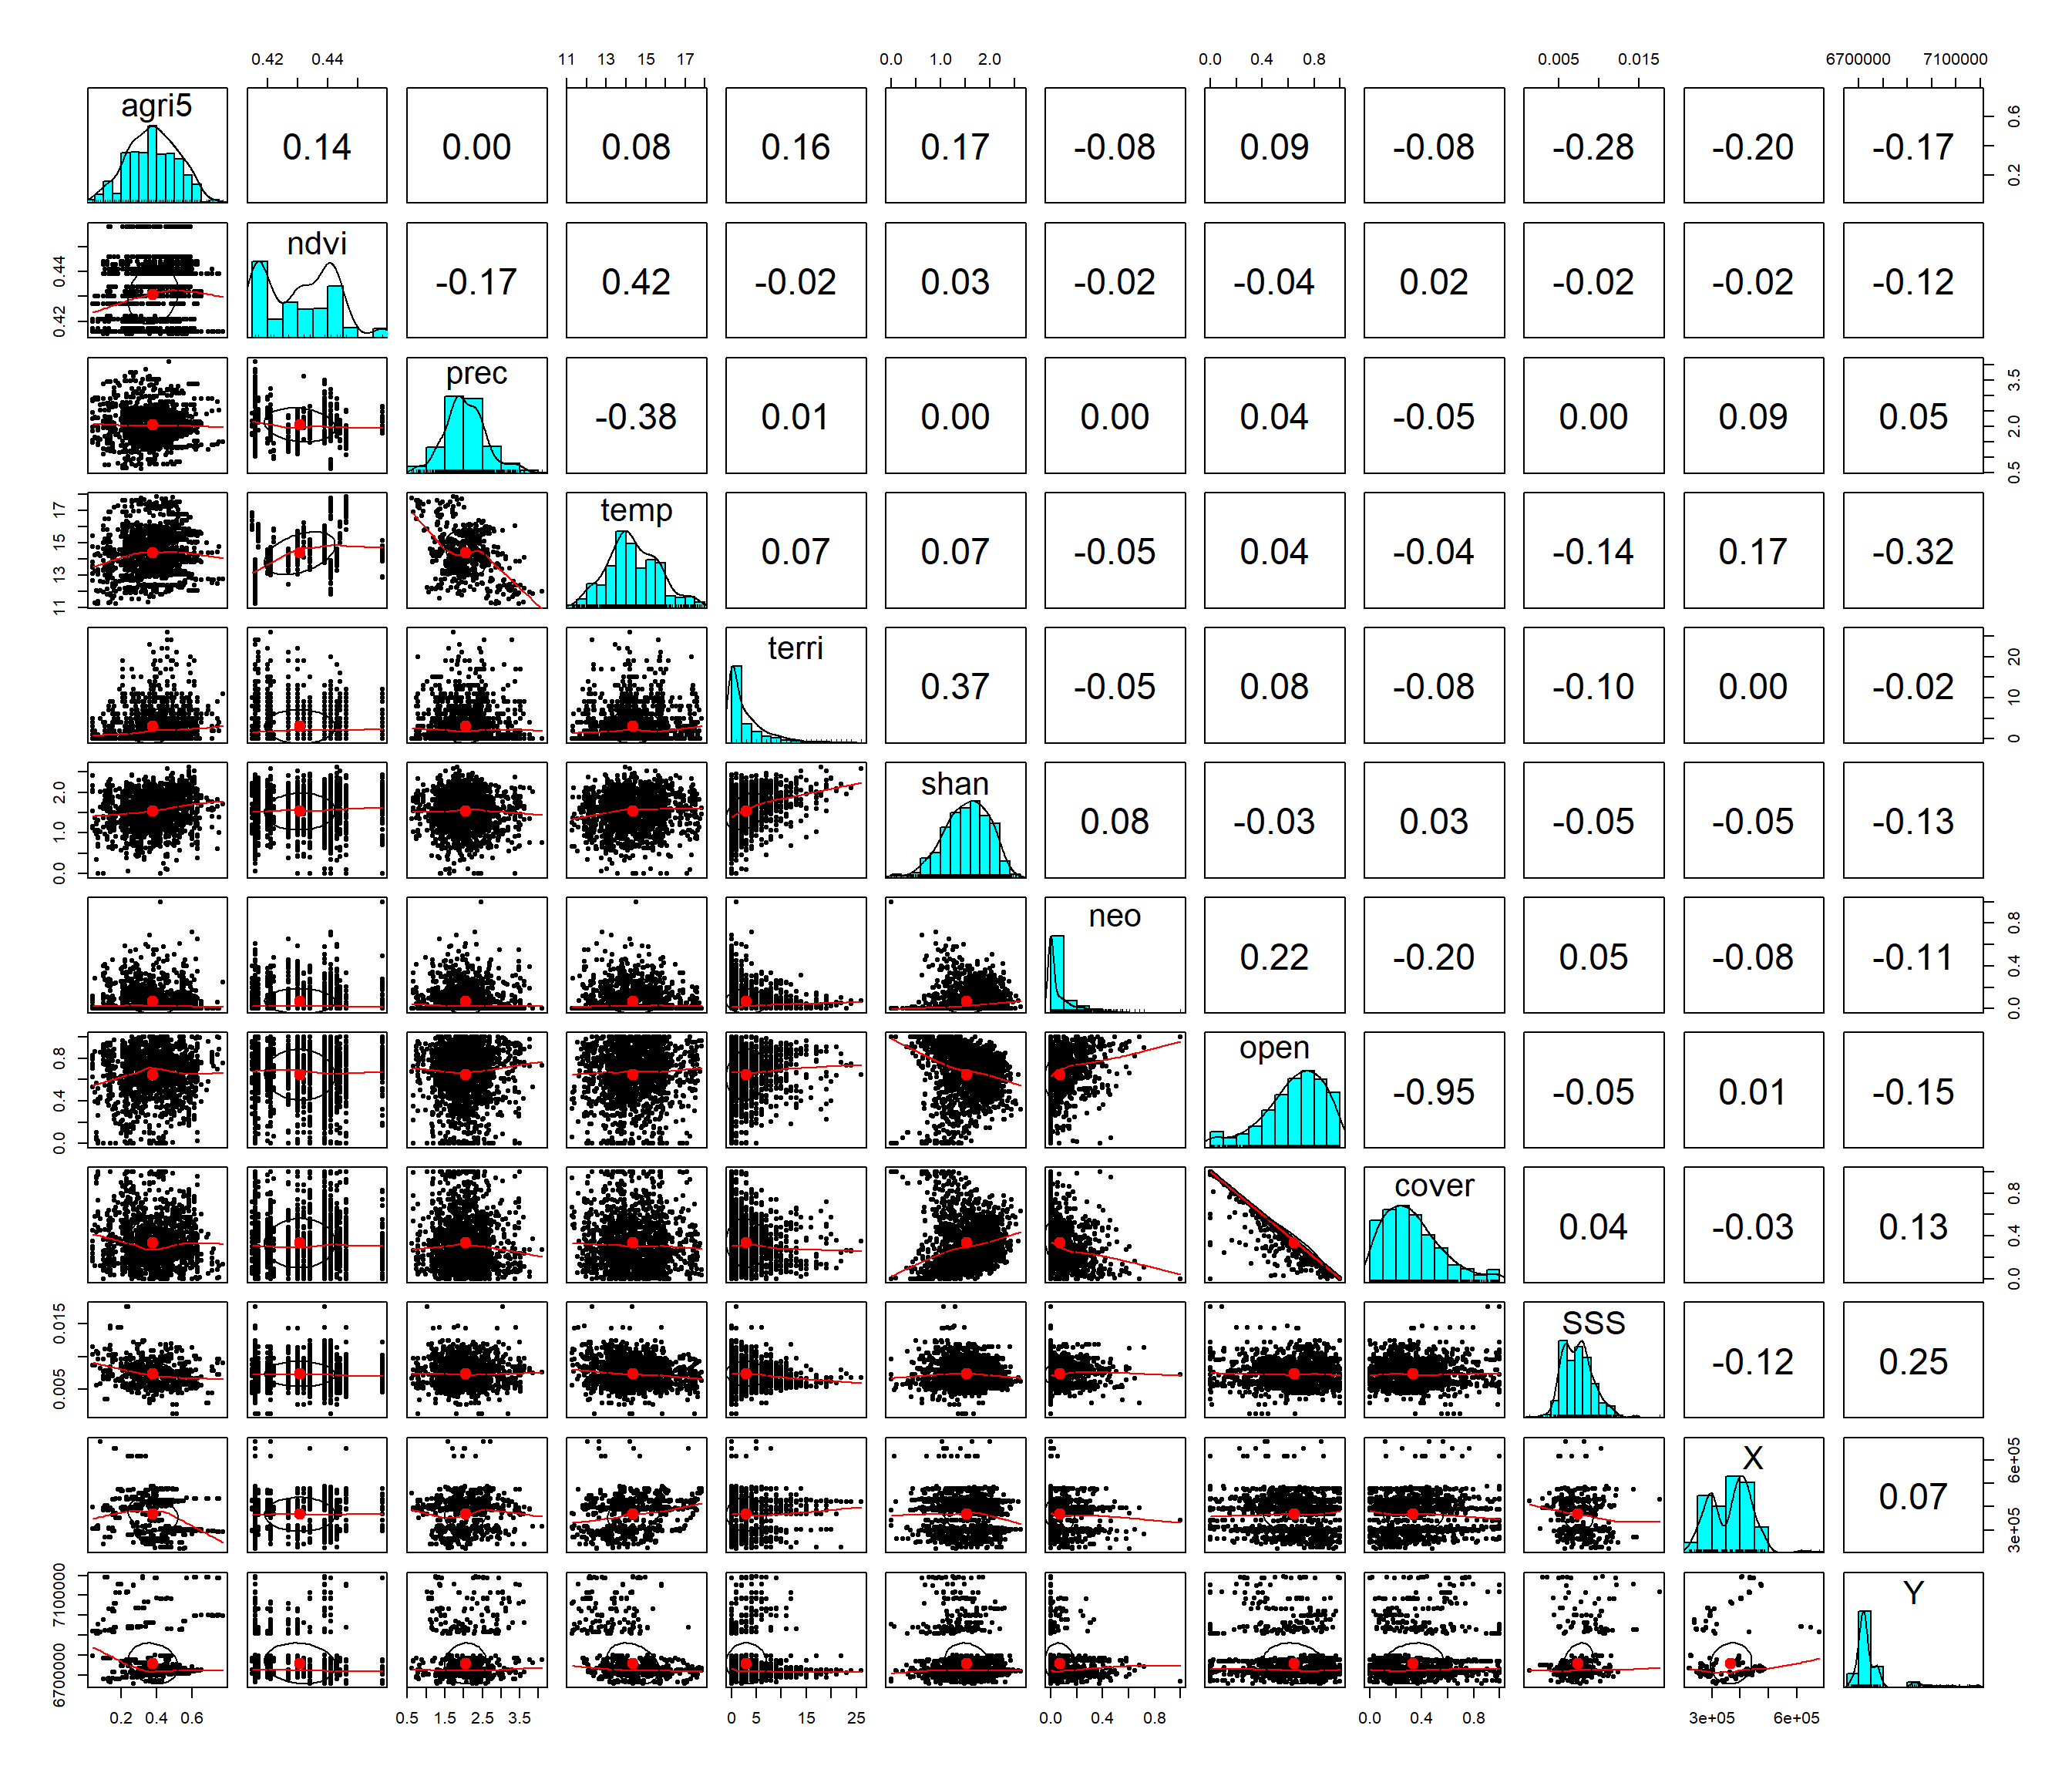 0.42 0.44 11 13 15 17 0.0 1.0 2.0 0.0 0.4 0.8 0.005 0.015 6700000 7100000
agri5 0.14 0.00 0.08 0.16 0.17 -0.08 0.09 -0.08 -0.28 -0.20 -0.17 0.2 0.6
0.42 0.44 ndvi -0.17 0.42 -0.02 0.03 -0.02 -0.04 0.02 -0.02 -0.02 -0.12
prec -0.38 0.01 0.00 0.00 0.04 -0.05 0.00 0.09 0.05 0.5 2.0 3.5
11 13 15 17 temp 0.07 0.07 -0.05 0.04 -0.04 -0.14 0.17 -0.32
terri 0.37 -0.05 0.08 -0.08 -0.10 0.00 -0.02 0 10 20
0.0 1.0 2.0 shan 0.08 -0.03 0.03 -0.05 -0.05 -0.13
neo 0.22 -0.20 0.05 -0.08 -0.11 0.0 0.4 0.8
0.0 0.4 0.8 open -0.95 -0.05 0.01 -0.15
cover 0.04 -0.03 0.13 0.0 0.4 0.8
0.005 0.015 SSS -0.12 0.25
X 0.07 3e+05 6e+05
6700000 7100000 Y
0.2 0.4 0.6 0.5 1.5 2.5 3.5 0 5 15 25 0.0 0.4 0.8 0.0 0.4 0.8 3e+05 6e+05